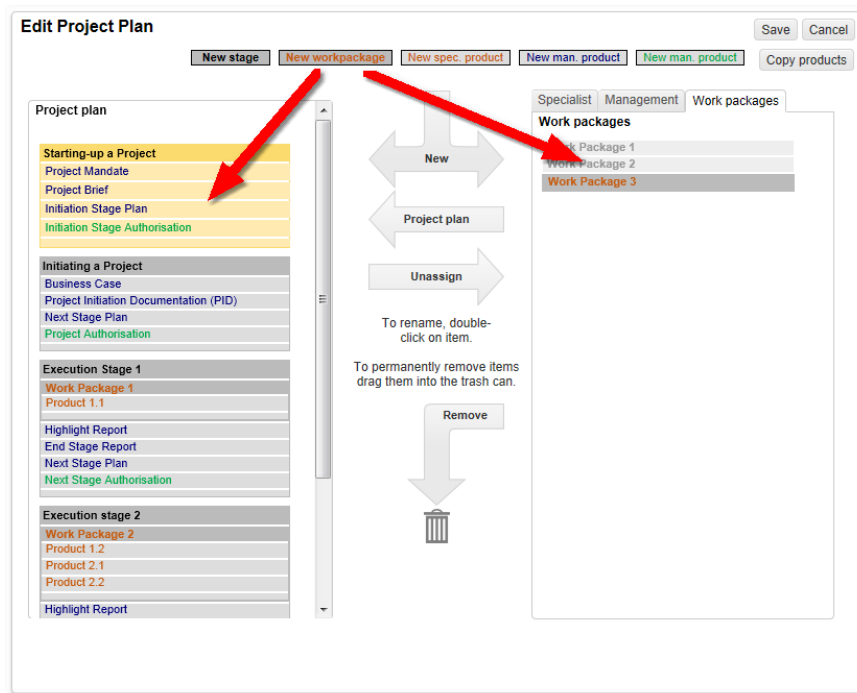 Edit Project Plan
Save Cancel
New stage New workpackage New spec. product New man. product New man. product Copy products
Project plan
Starting-up a Project
Project Mandate
Project Brief
Initiation Stage Plan
Initiation Stage Authorisation
Initiating a Project
Business Case
Project Initiation Documentation (PID)
Next Stage Plan
Project Authorisation
Execution Stage 1
Work Package 1
Product 1.1
Highlight Report
End Stage Report
Next Stage Plan
Next Stage Authorisation
Execution stage 2
Work Package 2
Product 1.2
Product 2.1
Product 2.2
Highlight Report
New
Project plan
Unassign
To rename, double-
click on item.
To permanently remove items
drag them into the trash can.
Remove
Specialist Management Work packages
Work packages
Work Package 1
Work Package 2
Work Package 3